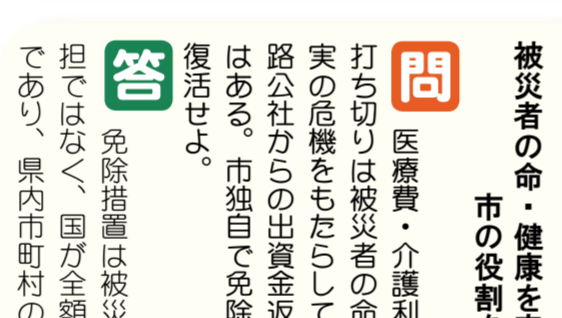 被災者の命・健康を
市の役割
問
医療費・介護利
打ち切りは被災者の命
実の危機をもたらして
路公社からの出資金返
はある。市独自で免除
復活せよ。
答
免除措置は被災
担ではなく、国が全額
であり、県内市町村の